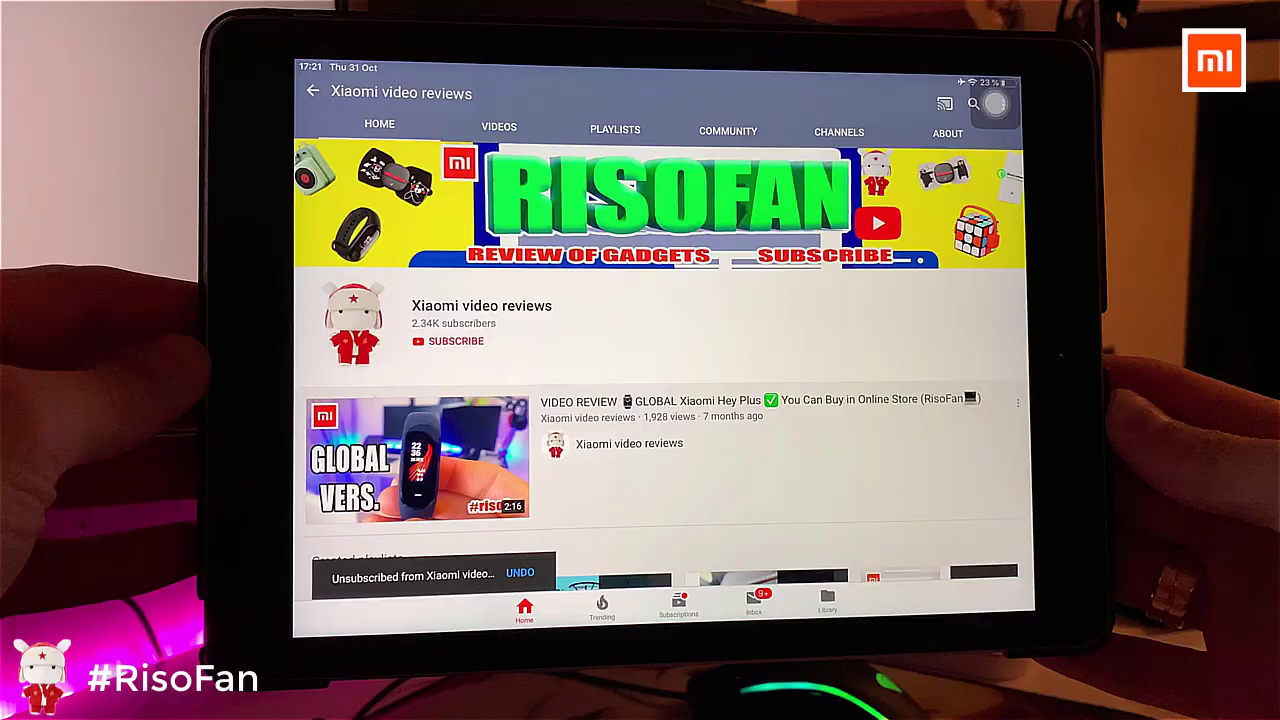 17:21 Thu 31 Oct
23 %
Xiaomi video reviews
HOME VIDEOS PLAYLISTS COMMUNITY CHANNELS ABOUT
mi
RISOFAN
REVIEW OF GADGETS SUBSCRIBE
Xiaomi video reviews
2.34K subscribers
SUBSCRIBE
mi
GLOBAL
VERS.
22
36
#riso
2:16
VIDEO REVIEW GLOBAL Xiaomi Hey Plus ✅ You Can Buy in Online Store (RisoFan)
Xiaomi video reviews · 1,928 views · 7 months ago
Xiaomi video reviews
Created playlists
Unsubscribed from Xiaomi video... UNDO
mi
9+
Home Trending Subscriptions Inbox Library
mi
#RisoFan